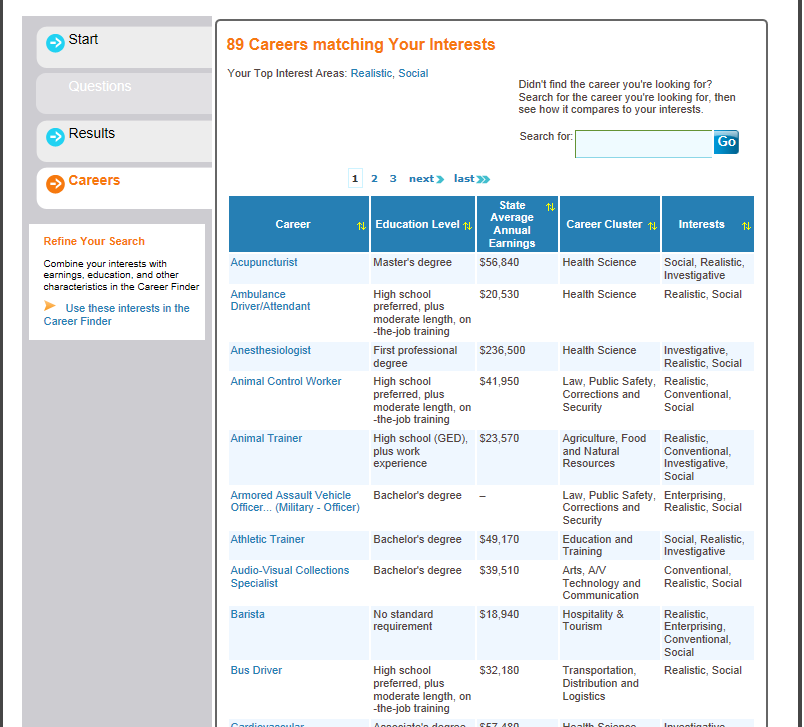 Start
Questions
Results
Careers
Refine Your Search
Combine your interests with
earnings, education, and other
characteristics in the Career Finder
Use these interests in the
Career Finder
89 Careers matching Your Interests
Your Top Interest Areas: Realistic, Social
Didn't find the career you're looking for?
Search for the career you're looking for, then
see how it compares to your interests.
Search for: Go
1 2 3 next last
Career Education Level State Average Annual Earnings Career Cluster Interests
Acupuncturist Master's degree $56,840 Health Science Social, Realistic,
Investigative
Ambulance High school $20,530 Health Science Realistic, Social
Driver/Attendant preferred, plus
moderate length, on
-the-job training
Anesthesiologist First professional $236,500 Health Science Investigative,
degree Realistic, Social
Animal Control Worker High school $41,950 Law, Public Safety, Realistic,
preferred, plus Corrections and Conventional,
moderate length, on Security Social
-the-job training
Animal Trainer High school (GED), $23,570 Agriculture, Food Realistic,
plus work and Natural Conventional,
experience Resources Investigative,
Social
Armored Assault Vehicle Bachelor's degree – Law, Public Safety, Enterprising,
Officer... (Military - Officer) Corrections and Realistic, Social
Security
Athletic Trainer Bachelor's degree $49,170 Education and Social, Realistic,
Training Investigative
Audio-Visual Collections Bachelor's degree $39,510 Arts, A/V Conventional,
Specialist Technology and Realistic, Social
Communication
Barista No standard $18,940 Hospitality & Realistic,
requirement Tourism Enterprising,
Conventional,
Social
Bus Driver High school $32,180 Transportation, Realistic, Social
preferred, plus Distribution and
moderate length, on Logistics
-the-job training
Cardiovascular Associate's degree $57,480 Health Science Investigative,